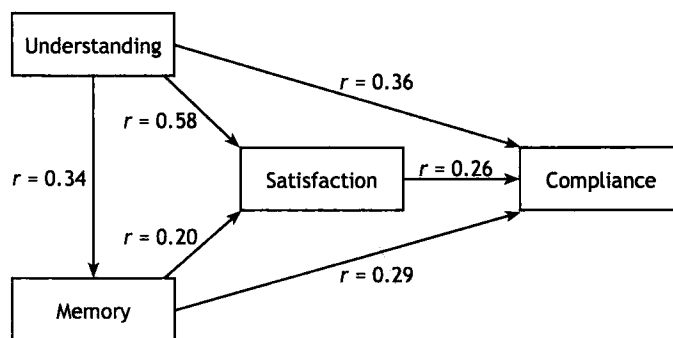 Understanding
r = 0.36
r = 0.58
r = 0.34
Satisfaction
r = 0.26
Compliance
r = 0.20
r = 0.29
Memory